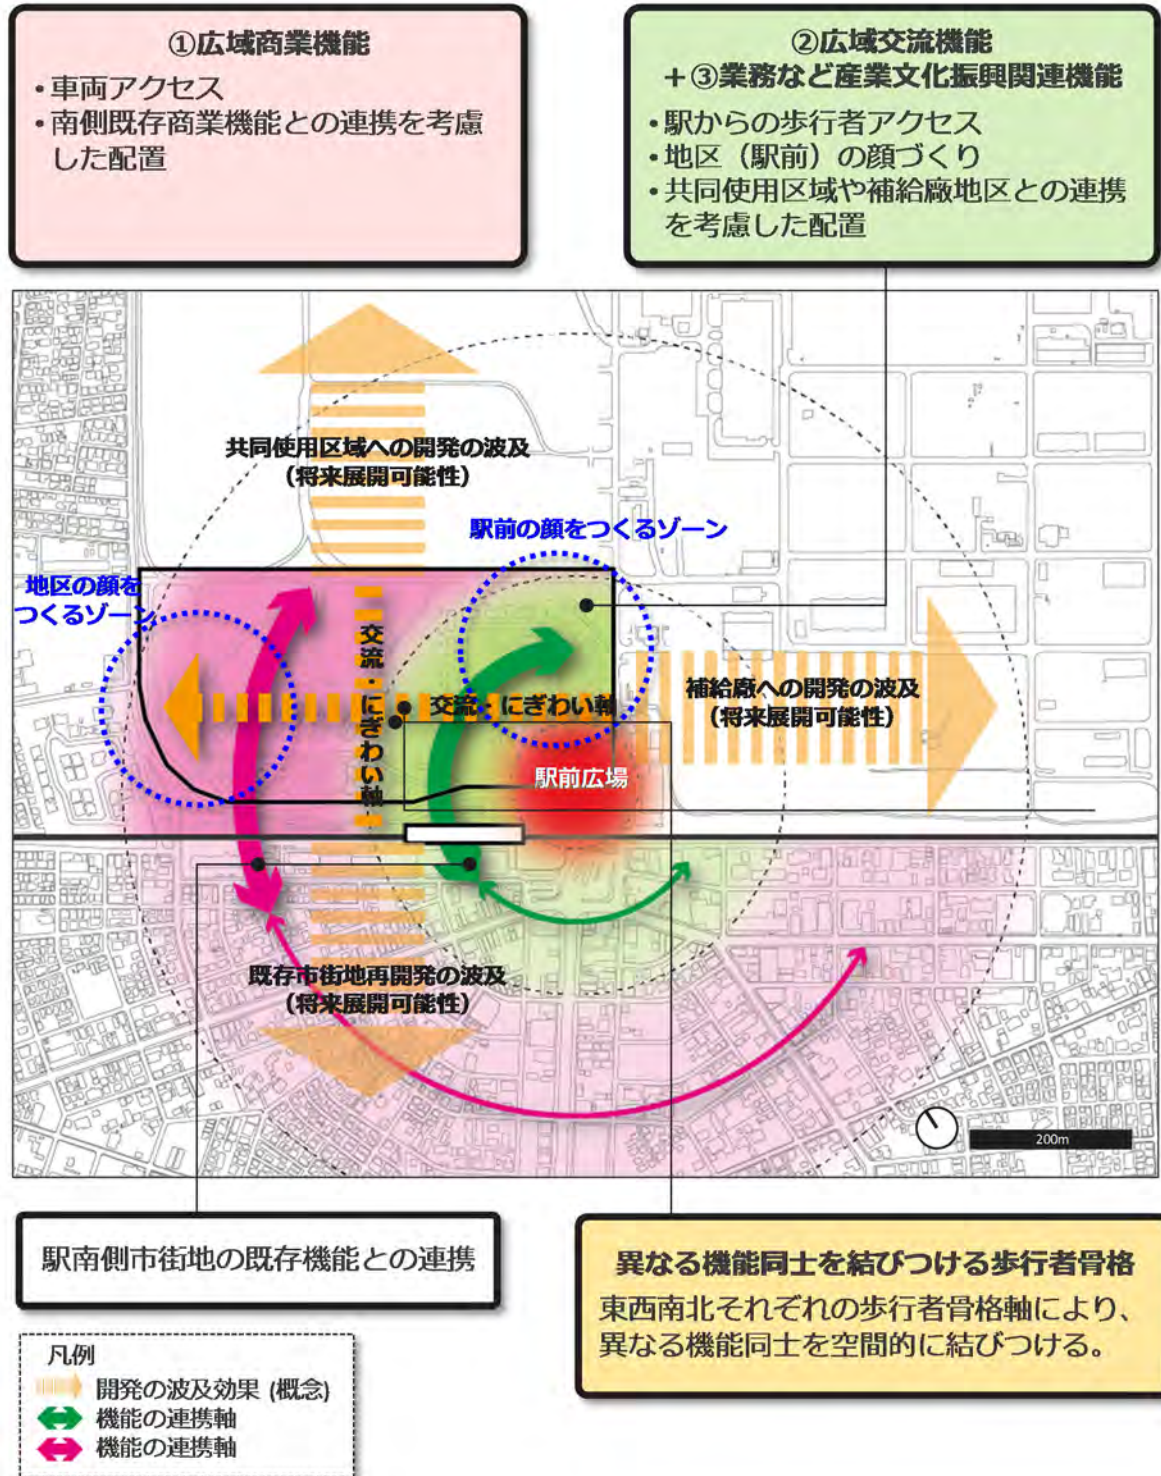 ①広域商業機能
・車両アクセス
・南側既存商業機能との連携を考慮
した配置
②広域交流機能
+③業務など産業文化振興関連機能
・駅からの歩行者アクセス
・地区（駅前）の顔づくり
・共同使用区域や補給廠地区との連携
を考慮した配置
共同使用区域への開発の波及
（将来展開可能性）
駅前の顔をつくるゾーン
地区の顔を
つくるゾーン
交流・にぎわい軸
交流・にぎわい軸
補給廠への開発の波及
（将来展開可能性）
駅前広場
既存市街地再開発の波及
（将来展開可能性）
200m
駅南側市街地の既存機能との連携
異なる機能同士を結びつける歩行者骨格
東西南北それぞれの歩行者骨格軸により、
異なる機能同士を空間的に結びつける。
凡例
開発の波及効果 (概念)
機能の連携軸
機能の連携軸